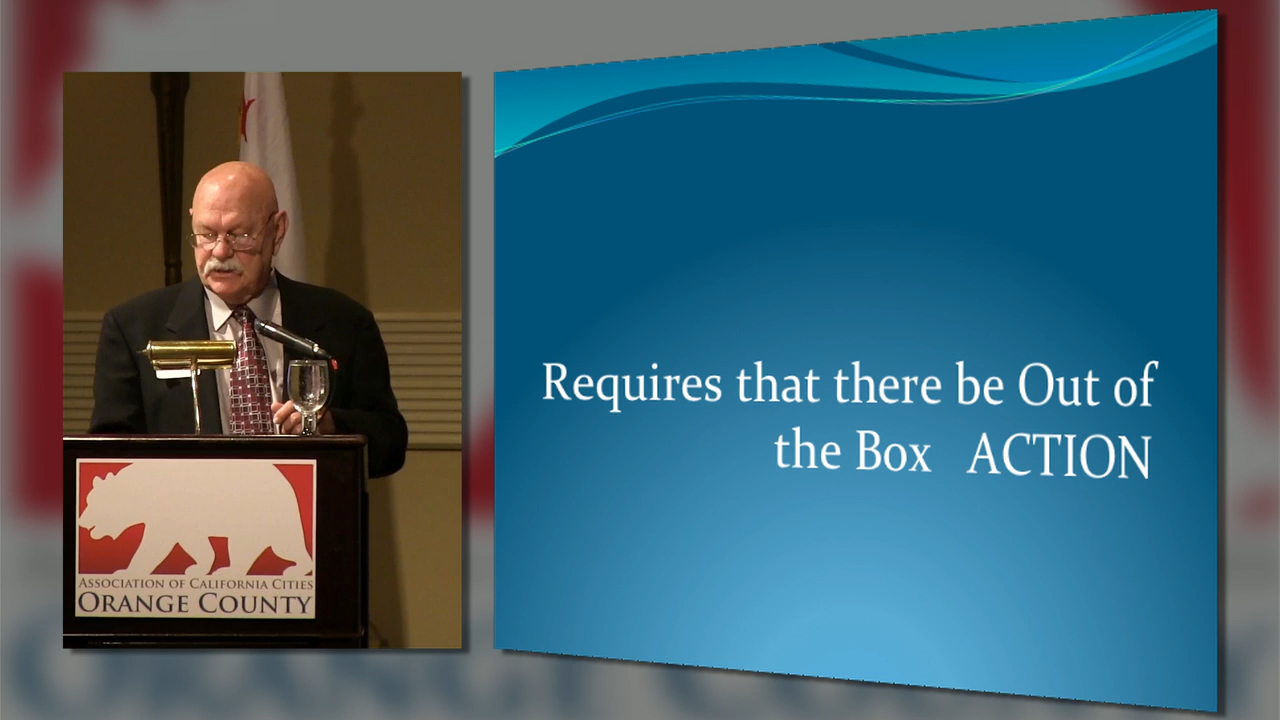 ASSOCIATION OF CALIFORNIA CITIES
ORANGE COUNTY
Requires that there be Out of
the Box ACTION